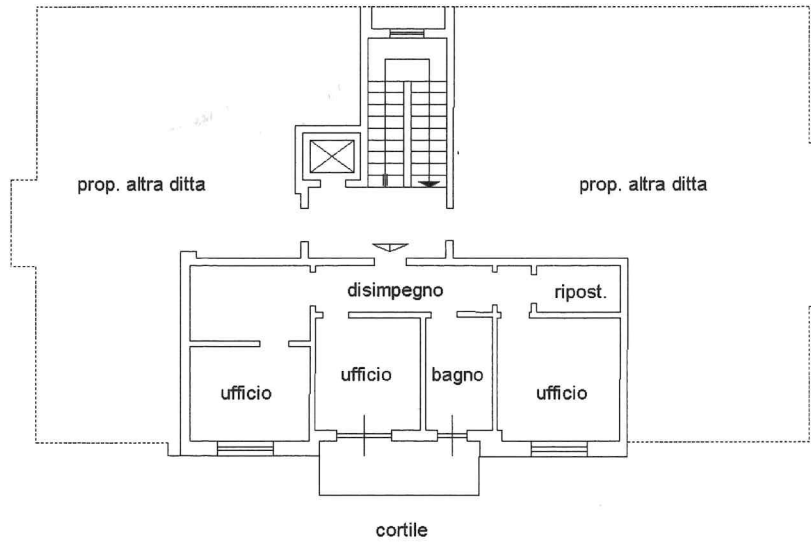 prop. altra ditta
prop. altra ditta
disimpegno
ripost.
ufficio
ufficio
bagno
ufficio
cortile